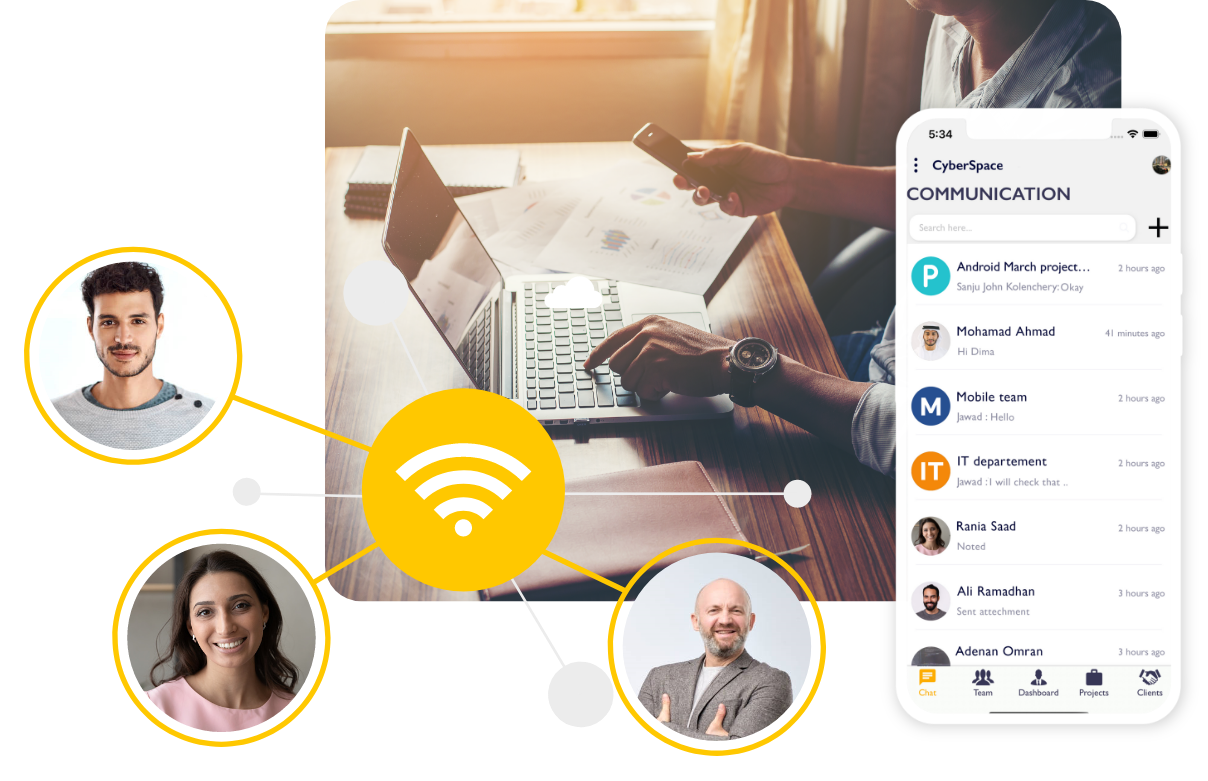 5:34
CyberSpace
COMMUNICATION
Search here...
P
Android March project...
2 hours ago
Sanju John Kolenchery: Okay
Mohamad Ahmad
41 minutes ago
Hi Dima
M
Mobile team
2 hours ago
Jawad : Hello
IT
IT departement
2 hours ago
Jawad : I will check that ..
Rania Saad
2 hours ago
Noted
Ali Ramadhan
3 hours ago
Sent attechment
Adenan Omran
3 hours ago
Chat
Team
Dashboard
Projects
Clients